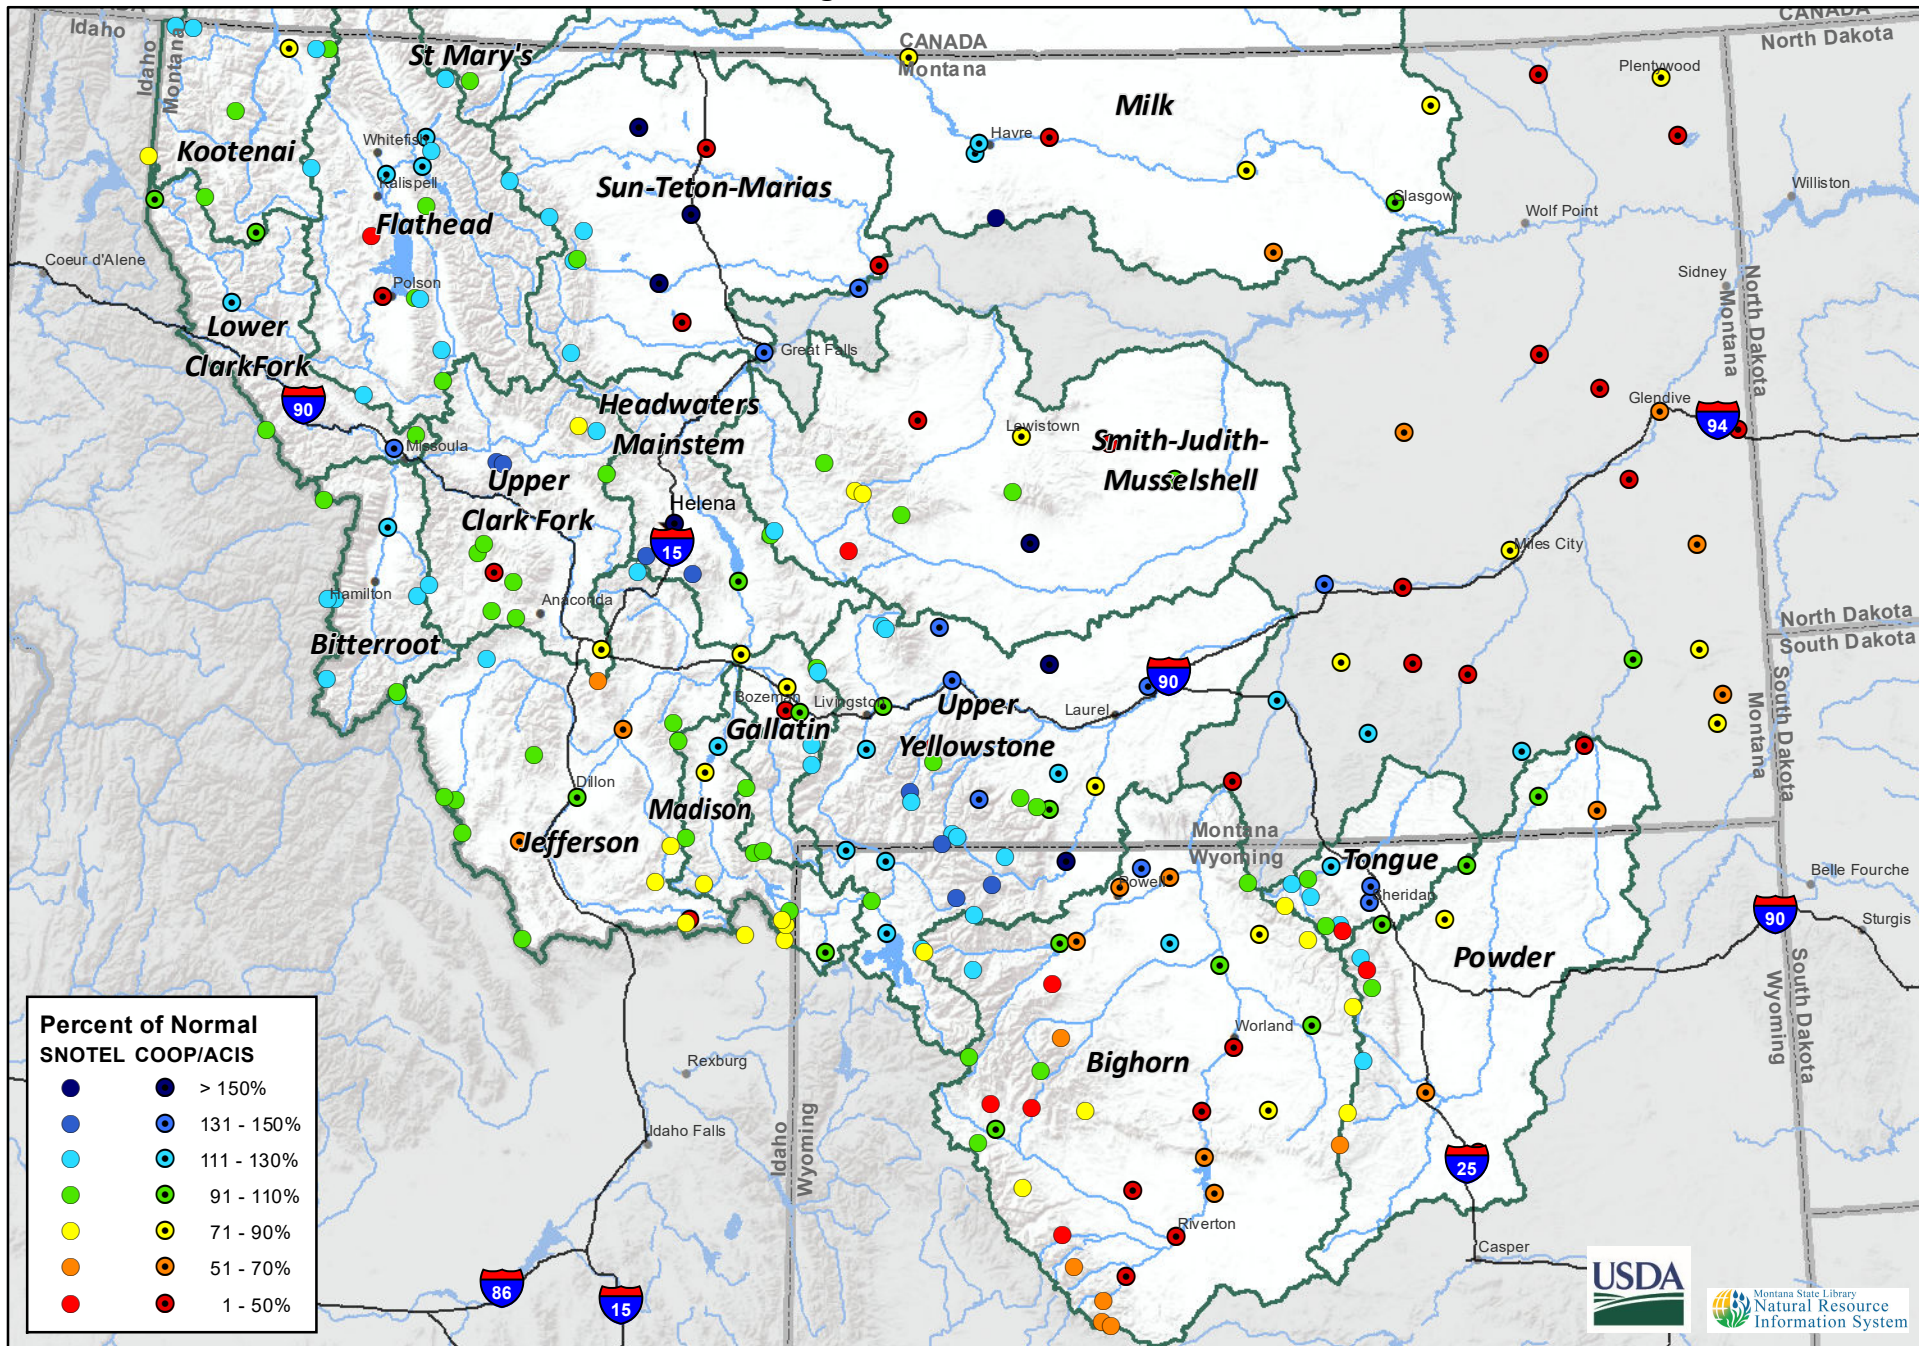 Idaho
Idaho
Montana
CANADA
Montana
CANADA
North Dakota
St Mary's
Milk
Plentywood
Havre
Whitefish
Kootenai
Kalispell
Sun-Teton-Marias
Glasgow
Williston
Wolf Point
Flathead
Coeur d'Alene
Polson
Sidney
North Dakota
Montana
Lower
ClarkFork
Great Falls
90
Headwaters
Mainstem
Lewistown
Smith-Judith-
Musselshell
Glendive
94
Missoula
Upper
Clark Fork
Helena
15
Miles City
Hamilton
Anaconda
Bitterroot
North Dakota
South Dakota
Bozeman
Livingston
Gallatin
Upper
Yellowstone
Laurel
90
South Dakota
Montana
Dillon
Madison
Jefferson
Montana
Wyoming
Tongue
Powell
Sheridan
Belle Fourche
90
Sturgis
Powder
South Dakota
Wyoming
Worland
Bighorn
Rexburg
Idaho Falls
Idaho
Wyoming
25
Riverton
Casper
86
15
Percent of Normal
SNOTEL COOP/ACIS
> 150%
131 - 150%
111 - 130%
91 - 110%
71 - 90%
51 - 70%
1 - 50%
USDA
Montana State Library
Natural Resource
Information System